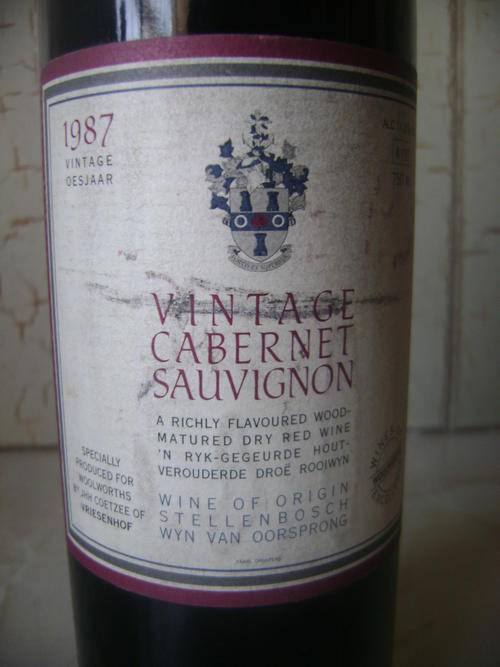 1987
VINTAGE
OESJAAR
VINTAGE
CABERNET
SAUVIGNON
A RICHLY FLAVOURED WOOD-
MATURED DRY RED WINE
'N RYK-GEGEURDE HOUT-
VEROUDERDE DROË ROOIWYN
WINE OF ORIGIN
STELLENBOSCH
WYN VAN OORSPRONG
SPECIALLY
PRODUCED FOR
WOOLWORTHS
BY JHH COETZEE OF
VRIESENHOF